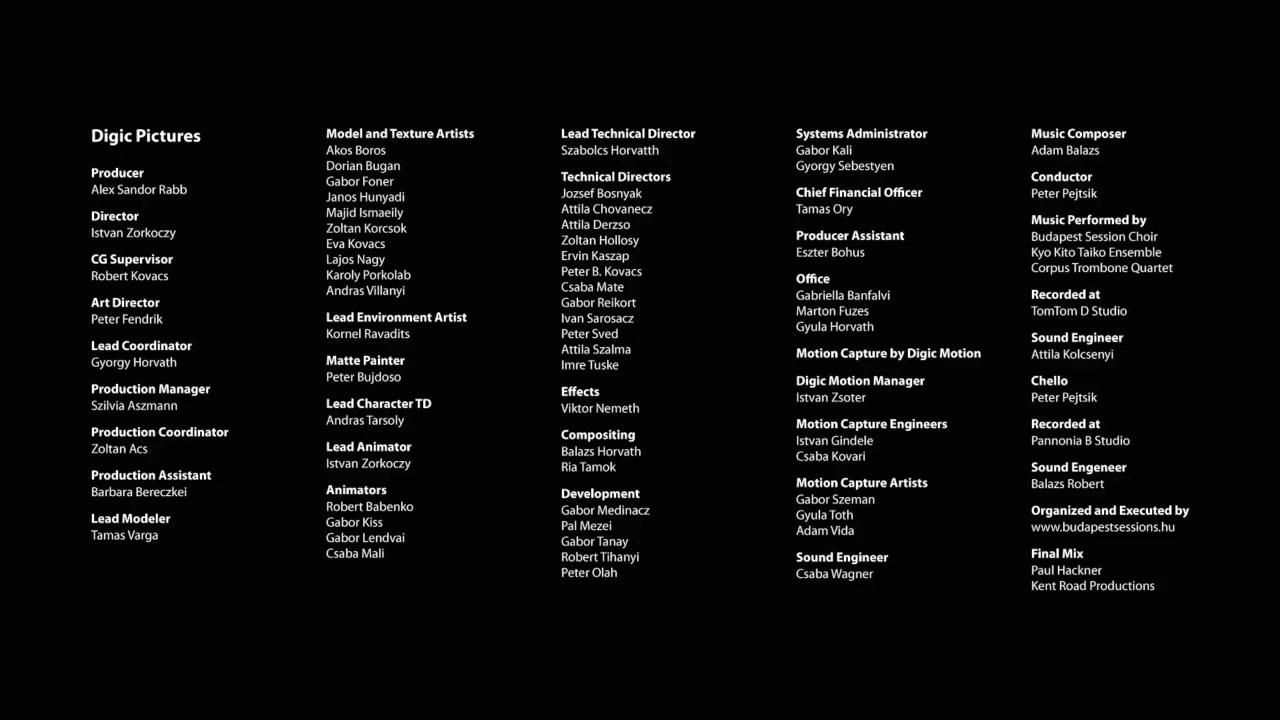 Digic Pictures
Producer
Alex Sandor Rabb
Director
Istvan Zorkoczy
CG Supervisor
Robert Kovacs
Art Director
Peter Fendrik
Lead Coordinator
Gyorgy Horvath
Production Manager
Szilvia Aszmann
Production Coordinator
Zoltan Acs
Production Assistant
Barbara Bereczkei
Lead Modeler
Tamas Varga
Model and Texture Artists
Akos Boros
Dorian Bugan
Gabor Foner
Janos Hunyadi
Majid Ismaeily
Zoltan Korcsok
Eva Kovacs
Lajos Nagy
Karoly Porkolab
Andras Villanyi
Lead Environment Artist
Kornel Ravadits
Matte Painter
Peter Bujdoso
Lead Character TD
Andras Tarsoly
Lead Animator
Istvan Zorkoczy
Animators
Robert Babenko
Gabor Kiss
Gabor Lendvai
Csaba Mali
Lead Technical Director
Szabolcs Horvatth
Technical Directors
Jozsef Bosnyak
Attila Chovanecz
Attila Derzso
Zoltan Hollosy
Ervin Kaszap
Peter B. Kovacs
Csaba Mate
Gabor Reikort
Ivan Sarosacz
Peter Sved
Attila Szalma
Imre Tuske
Effects
Viktor Nemeth
Compositing
Balazs Horvath
Ria Tamok
Development
Gabor Medinacz
Pal Mezei
Gabor Tanay
Robert Tihanyi
Peter Olah
Systems Administrator
Gabor Kali
Gyorgy Sebestyen
Chief Financial Officer
Tamas Ory
Producer Assistant
Eszter Bohus
Office
Gabriella Banfalvi
Marton Fuzes
Gyula Horvath
Motion Capture by Digic Motion
Digic Motion Manager
Istvan Zsoter
Motion Capture Engineers
Istvan Gindele
Csaba Kovari
Motion Capture Artists
Gabor Szeman
Gyula Toth
Adam Vida
Sound Engineer
Csaba Wagner
Music Composer
Adam Balazs
Conductor
Peter Pejtsik
Music Performed by
Budapest Session Choir
Kyo Kito Taiko Ensemble
Corpus Trombone Quartet
Recorded at
TomTom D Studio
Sound Engineer
Attila Kolcsenyi
Chello
Peter Pejtsik
Recorded at
Pannonia B Studio
Sound Engeneer
Balazs Robert
Organized and Executed by
www.budapestsessions.hu
Final Mix
Paul Hackner
Kent Road Productions